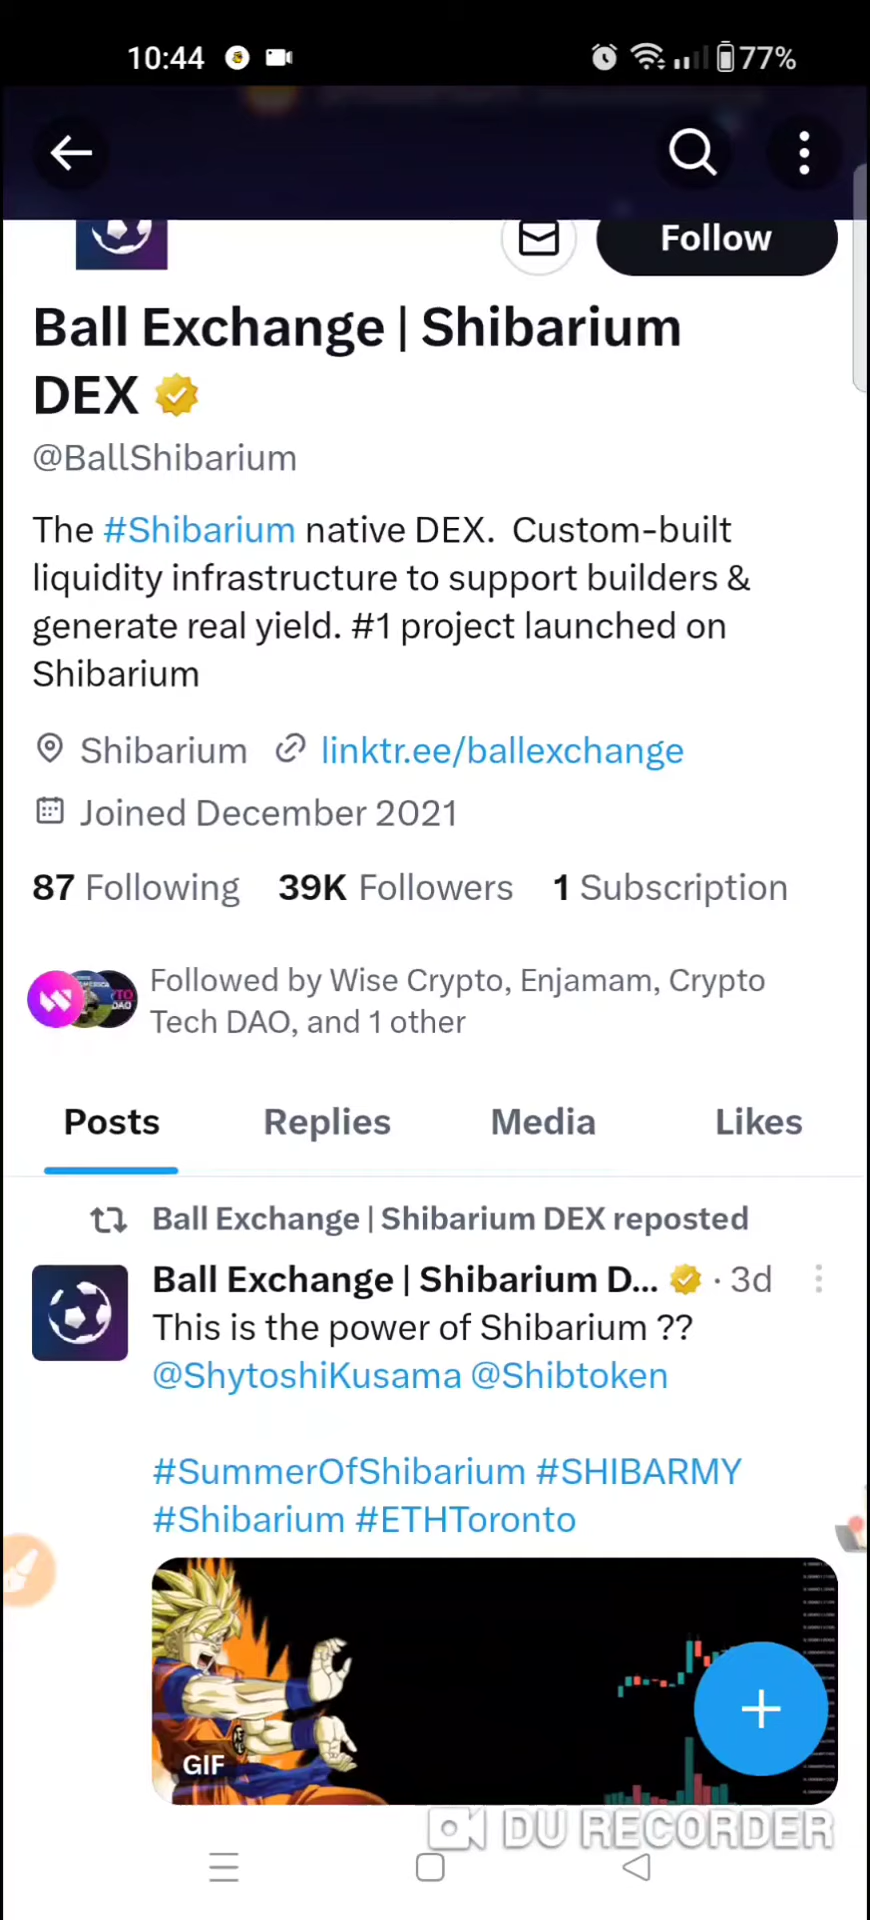 10:44
77%
Follow
Ball Exchange | Shibarium
DEX
@BallShibarium
The #Shibarium native DEX. Custom-built
liquidity infrastructure to support builders &
generate real yield. #1 project launched on
Shibarium
Shibarium linktr.ee/ballexchange
Joined December 2021
87 Following 39K Followers 1 Subscription
Followed by Wise Crypto, Enjamam, Crypto
Tech DAO, and 1 other
Posts Replies Media Likes
Ball Exchange | Shibarium DEX reposted
Ball Exchange | Shibarium D... · 3d
This is the power of Shibarium ??
@ShytoshiKusama @Shibtoken
#SummerOfShibarium #SHIBARMY
#Shibarium #ETHToronto
GIF
DU RECORDER